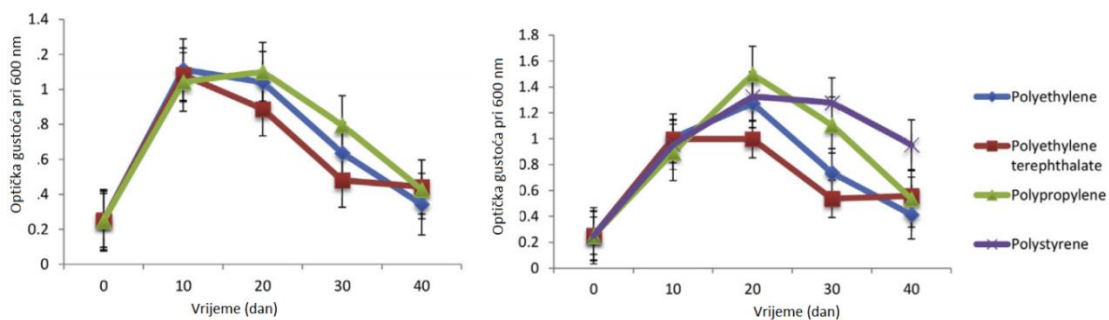 Optička gustoća pri 600 nm
1.4
.2
1
.8
.6
.4
0.2
0
0 10 20 30 40
Vrijeme (dan)
Optička gustoća pri 600 nm
1.8
1.6
1.4
1.2
1
0.8
0.6
0.4
0.2
0
0 10 20 30 40
Vrijeme (dan)
Polyethylene
Polyethylene
terephthalate
Polypropylene
Polystyrene